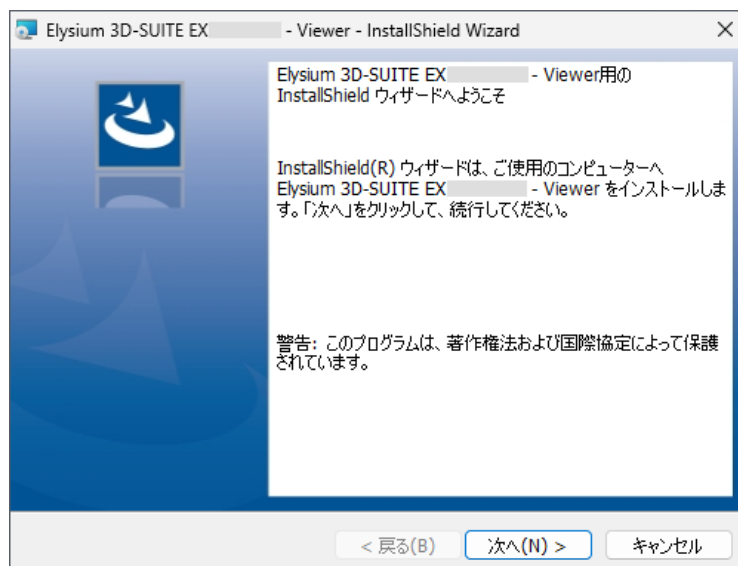 Elysium 3D-SUITE EX - Viewer - InstallShield Wizard
Elysium 3D-SUITE EX - Viewer用の
InstallShield ウィザードへようこそ
InstallShield(R) ウィザードは、ご使用のコンピューターへ
Elysium 3D-SUITE EX - Viewer をインストールしま
す。「次へ」をクリックして、続行してください。
警告: このプログラムは、著作権法および国際協定によって保護
されています。
< 戻る(B)
次へ(N) >
キャンセル